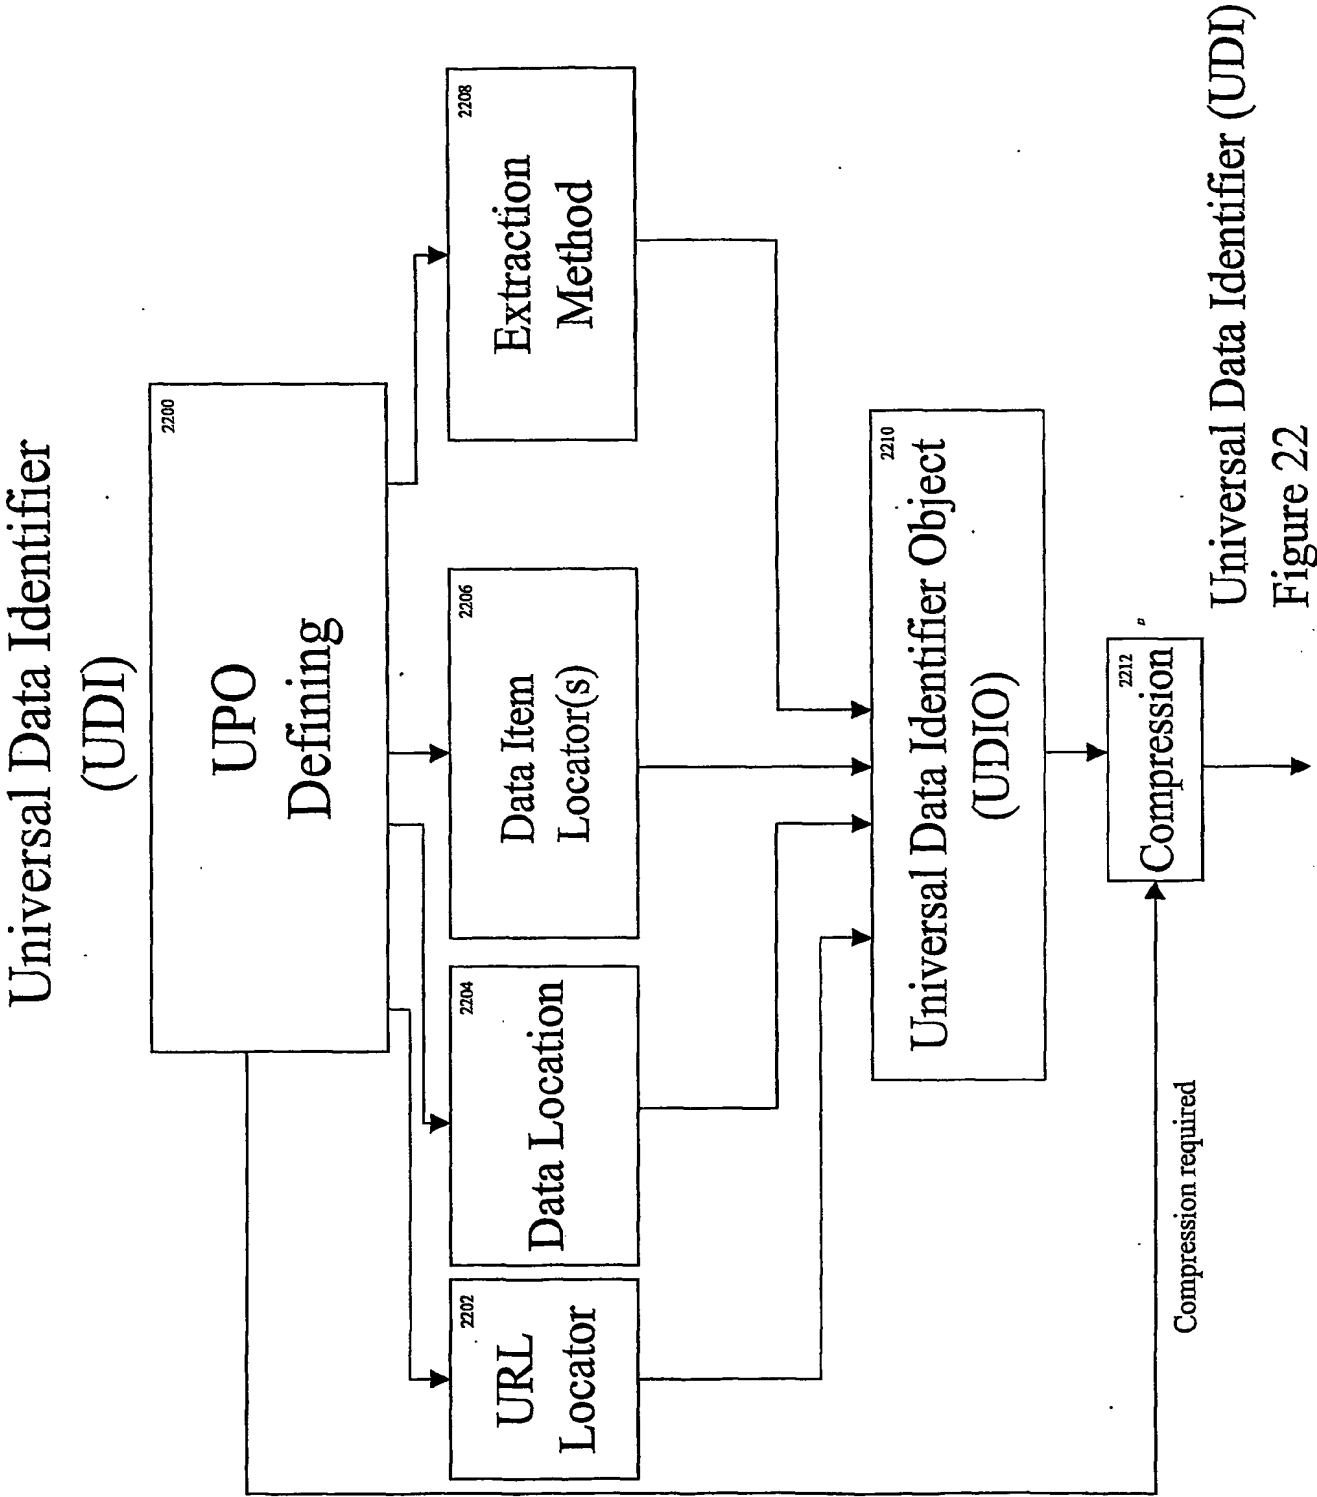 Universal Data Identifier
(UDI)
2200
UPO
Defining
2202
URL
Locator
2204
Data Location
2206
Data Item
Locator(s)
2208
Extraction
Method
2210
Universal Data Identifier Object
(UDIO)
2212
Compression
Compression required
Universal Data Identifier (UDI)
Figure 22